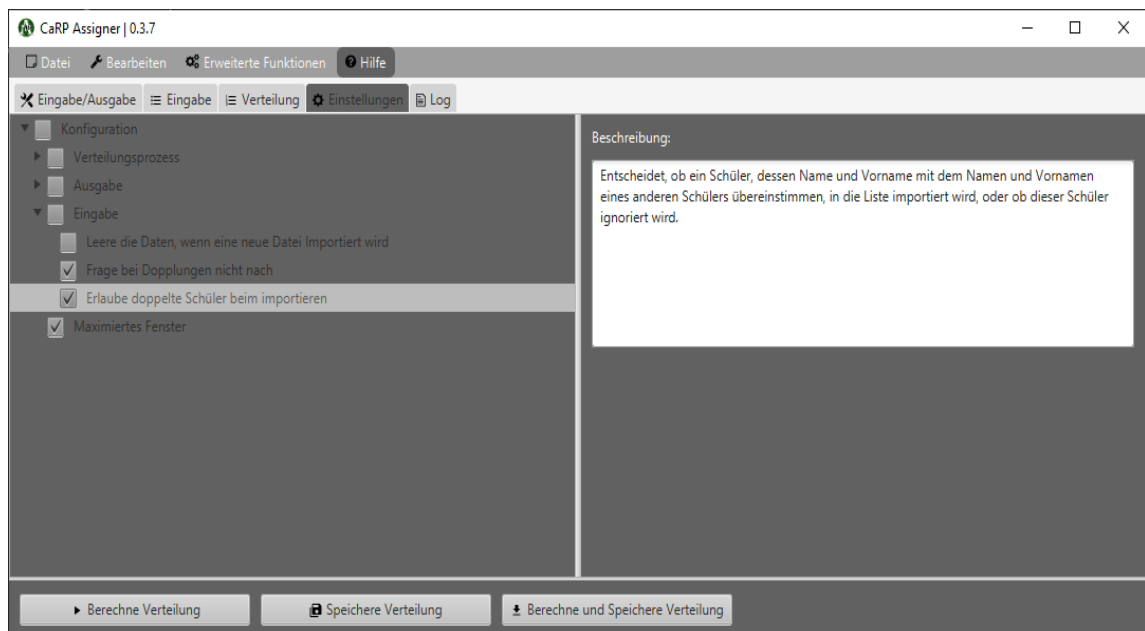 CaRP Assigner | 0.3.7
Datei Bearbeiten Erweiterte Funktionen Hilfe
Eingabe/Ausgabe Eingabe Verteilung Einstellungen Log
Konfiguration
Verteilungsprozess
Ausgabe
Eingabe
Leere die Daten, wenn eine neue Datei Importiert wird
Frage bei Dopplungen nicht nach
Erlaube doppelte Schüler beim importieren
Maximiertes Fenster
Beschreibung:
Entscheidet, ob ein Schüler, dessen Name und Vorname mit dem Namen und Vornamen
eines anderen Schülers übereinstimmen, in die Liste importiert wird, oder ob dieser Schüler
ignoriert wird.
Berechne Verteilung Speichere Verteilung Berechne und Speichere Verteilung